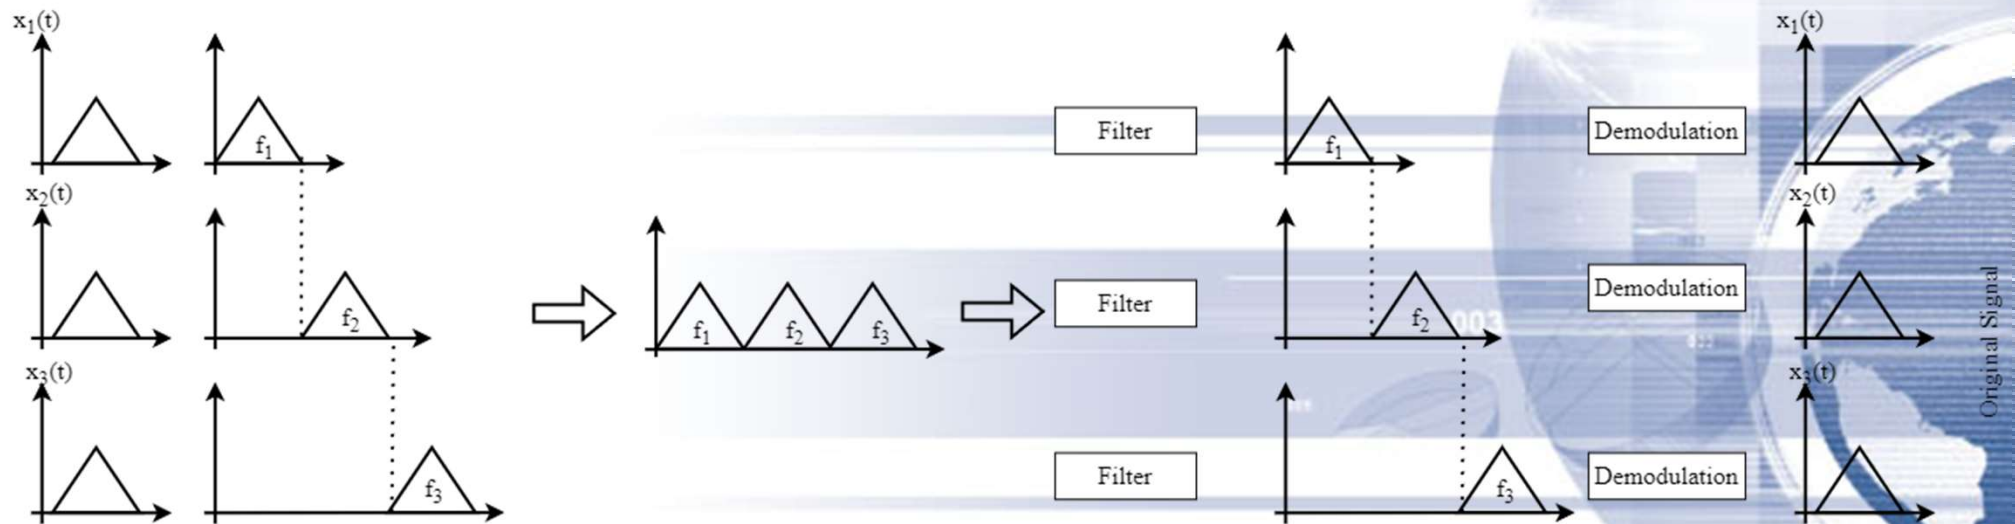 x₁(t)
f₁
x₂(t)
f₂
x₃(t)
f₃
f₁ f₂ f₃
Filter
Filter
Filter
f₁
f₂
f₃
Demodulation
Demodulation
Demodulation
x₁(t)
x₂(t)
x₃(t)
Original Signal
003